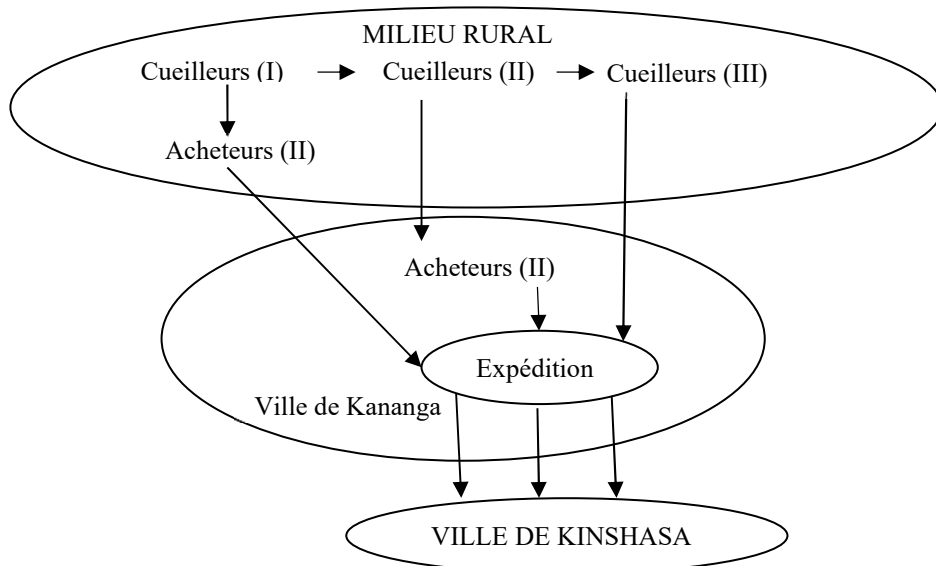 MILIEU RURAL
Cueilleurs (I) Cueilleurs (II) Cueilleurs (III)
Acheteurs (II)
Acheteurs (II)
Expédition
Ville de Kananga
VILLE DE KINSHASA